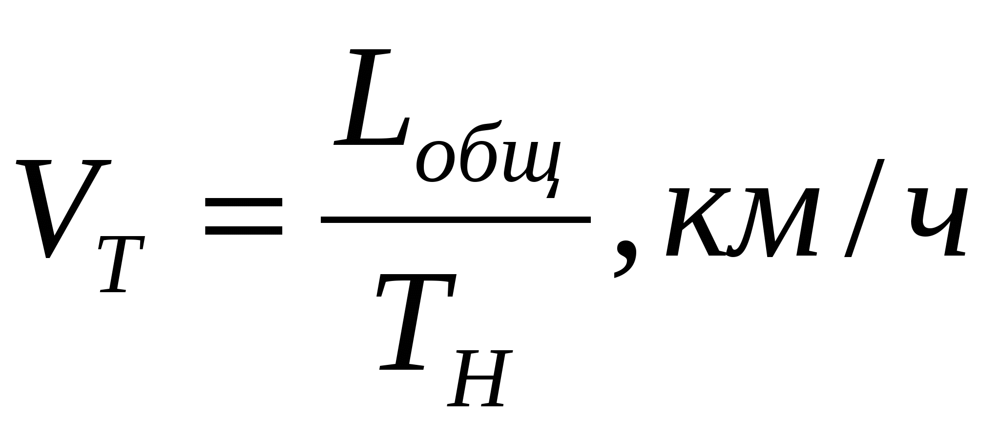 V_T = L_общ / T_Н , км / ч